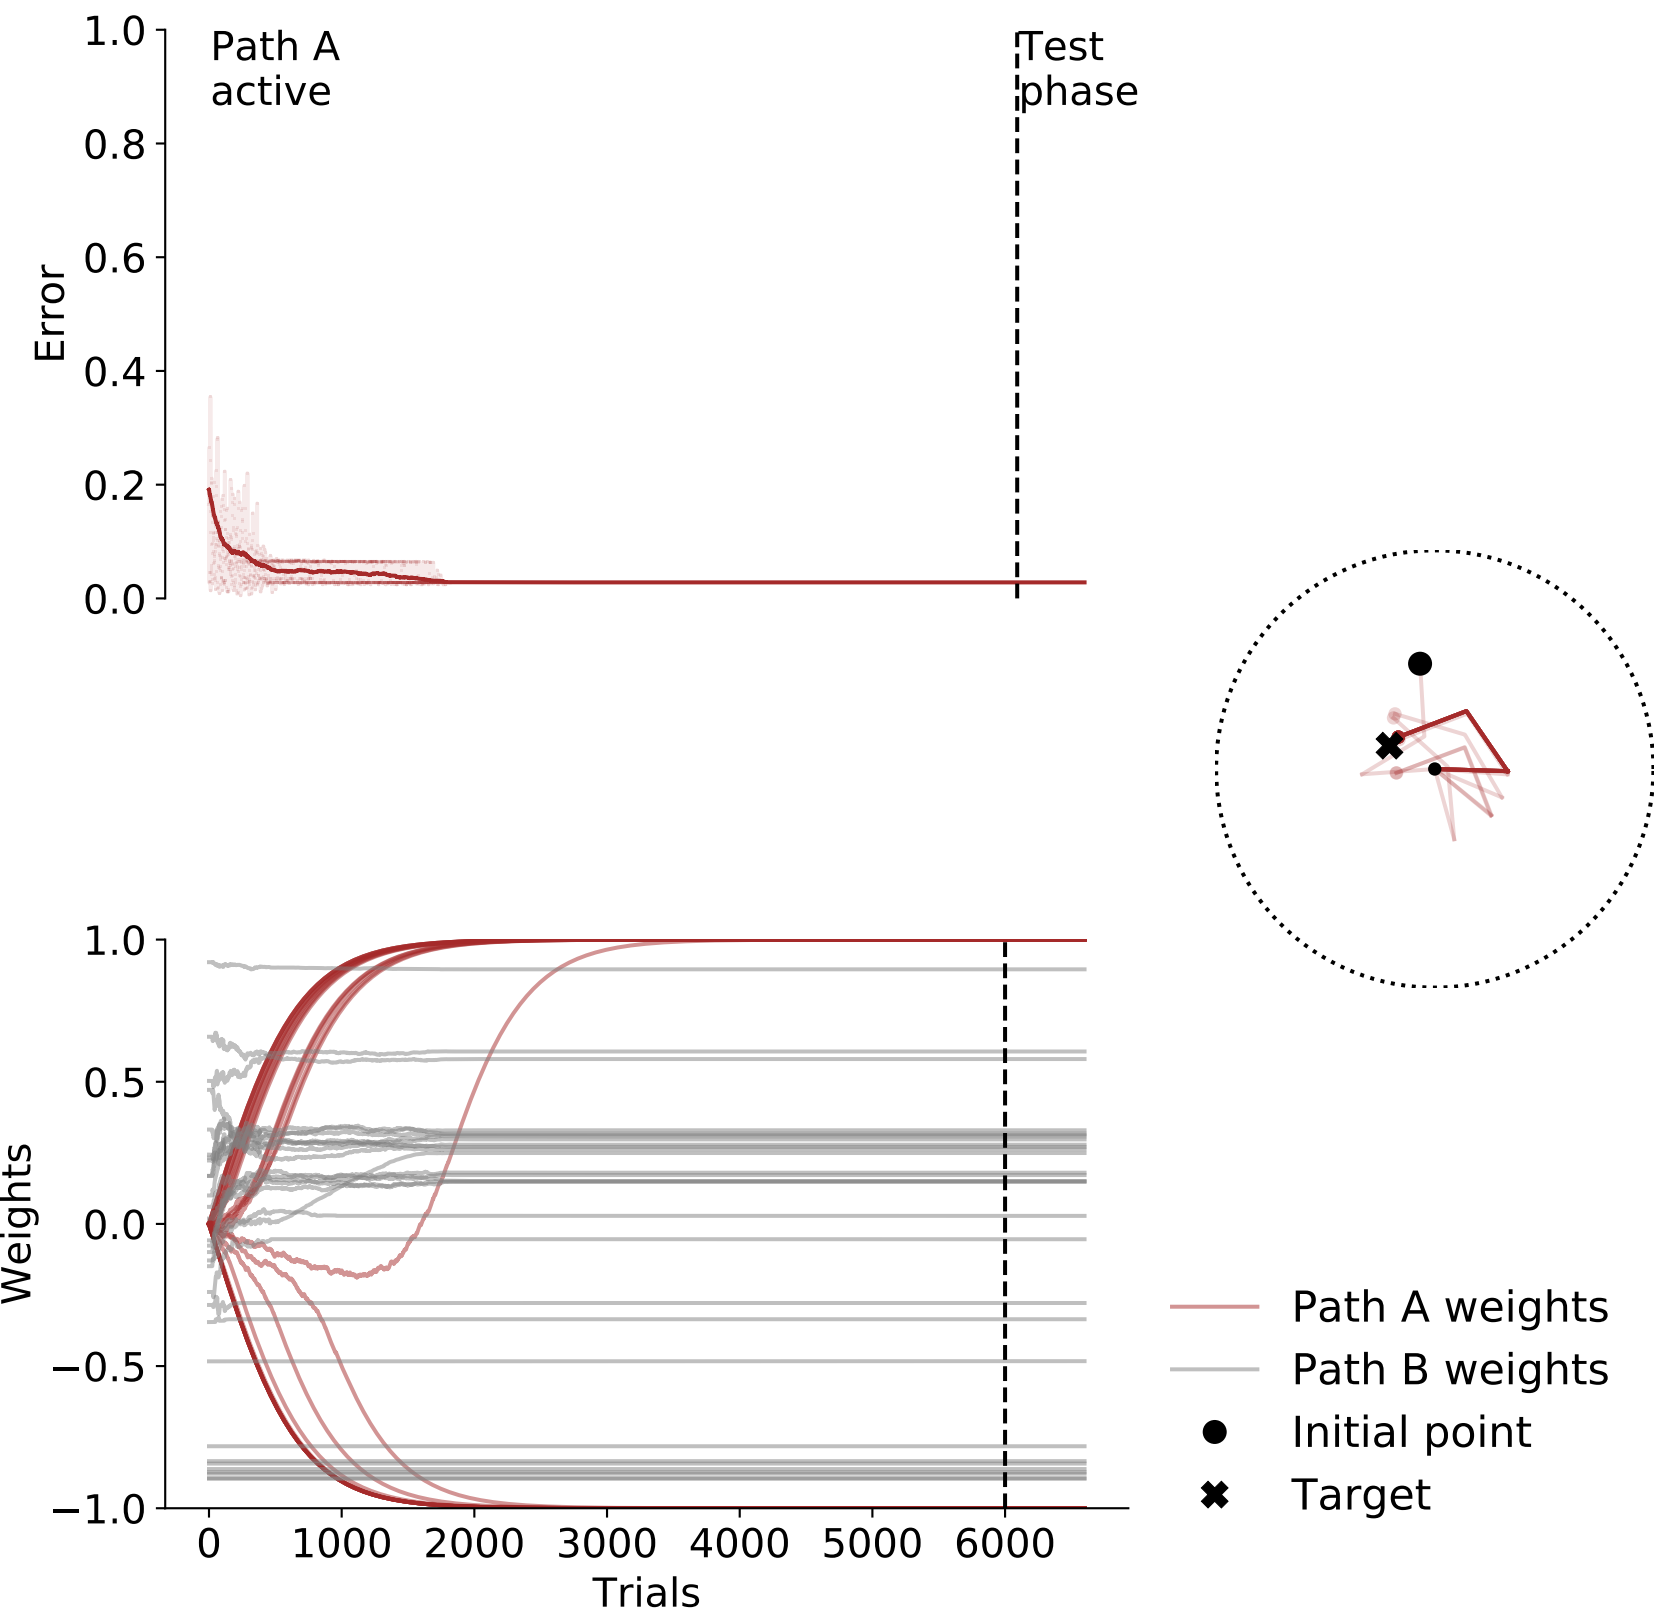 Path A
active
Test
phase
1.0
0.8
0.6
0.4
0.2
0.0
Error
1.0
0.5
0.0
−0.5
−1.0
Weights
0
1000
2000
3000
4000
5000
6000
Trials
Path A weights
Path B weights
Initial point
Target